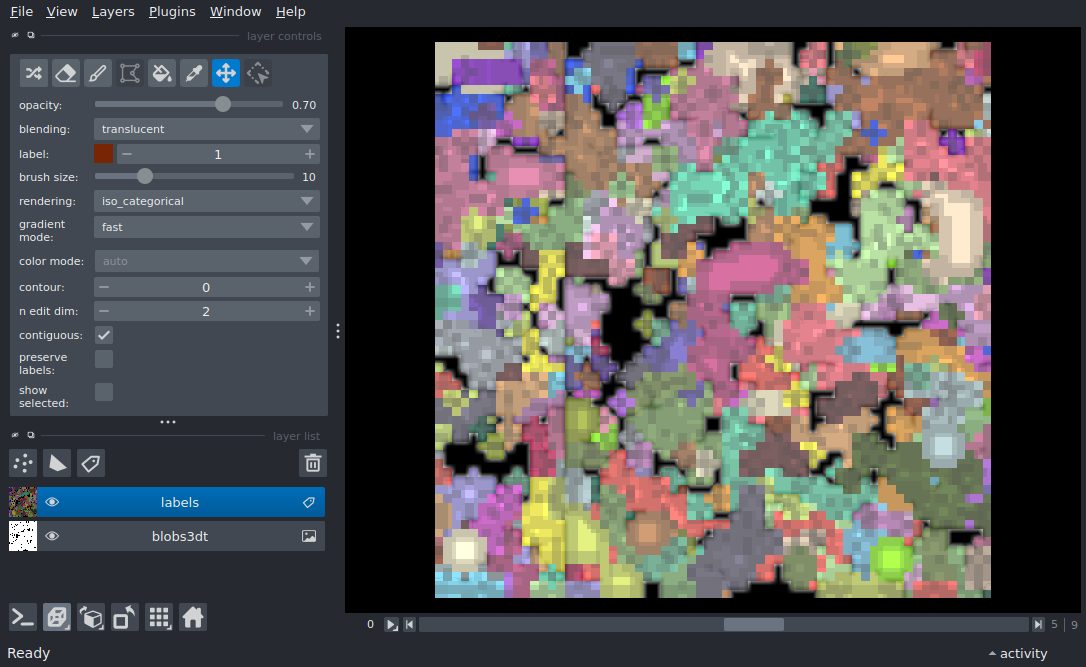 File View Layers Plugins Window Help
layer controls
opacity: 0.70
blending: translucent
label: 1
brush size: 10
rendering: iso_categorical
gradient
mode: fast
color mode: auto
contour: 0
n edit dim: 2
contiguous:
preserve
labels:
show
selected:
layer list
labels
blobs3dt
0 5 9
Ready activity